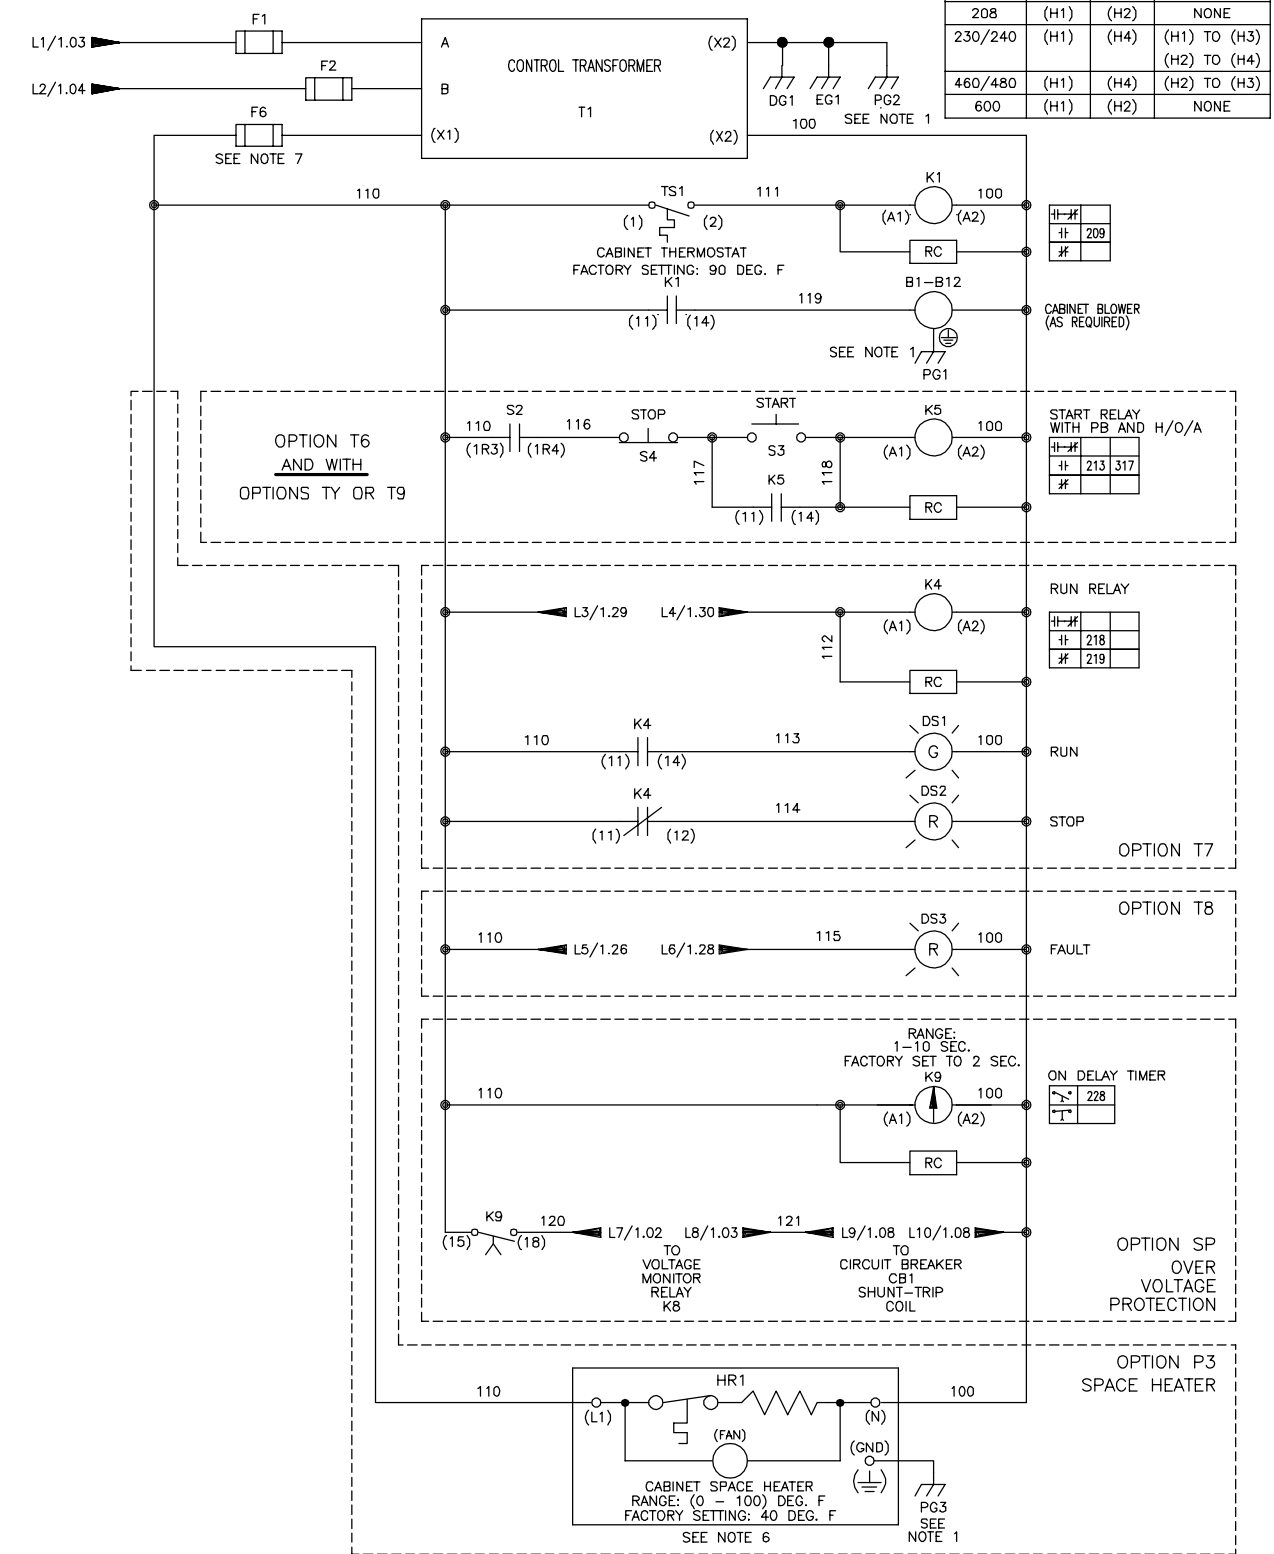 208 (H1) (H2) NONE
230/240 (H1) (H4) (H1) TO (H3)
(H2) TO (H4)
460/480 (H1) (H4) (H2) TO (H3)
600 (H1) (H2) NONE
F1
L1/1.03
A
(X2)
F2
CONTROL TRANSFORMER
L2/1.04
B
T1
DG1 EG1 PG2
SEE NOTE 1
F6
(X1)
(X2)
100
SEE NOTE 7
110
TS1
111
K1
100
(1) (2)
(A1) (A2)
209
CABINET THERMOSTAT
FACTORY SETTING: 90 DEG. F
RC
K1
119
B1-B12
(11) (14)
CABINET BLOWER
(AS REQUIRED)
SEE NOTE 1
PG1
OPTION T6
AND WITH
OPTIONS TY OR T9
110
S2
116
STOP
START
K5
100
(1R3) (1R4)
S4
S3
(A1) (A2)
START RELAY
WITH PB AND H/O/A
213 317
117
K5
118
(11) (14)
RC
L3/1.29
L4/1.30
K4
(A1) (A2)
RUN RELAY
218
219
112
RC
110
K4
113
DS1
100
(11) (14)
G
RUN
K4
114
DS2
(11) (12)
R
STOP
OPTION T7
OPTION T8
110
L5/1.26
L6/1.28
115
DS3
R
100
FAULT
RANGE:
1-10 SEC.
FACTORY SET TO 2 SEC.
110
K9
100
(A1) (A2)
ON DELAY TIMER
228
RC
K9
(15) (18)
120
L7/1.02
L8/1.03
121
L9/1.08
L10/1.08
TO
VOLTAGE
MONITOR
RELAY
K8
TO
CIRCUIT BREAKER
CB1
SHUNT-TRIP
COIL
OPTION SP
OVER
VOLTAGE
PROTECTION
OPTION P3
SPACE HEATER
110
HR1
100
(L1)
(N)
(FAN)
(GND)
CABINET SPACE HEATER
RANGE: (0 - 100) DEG. F
FACTORY SETTING: 40 DEG. F
PG3
SEE
NOTE 1
SEE NOTE 6